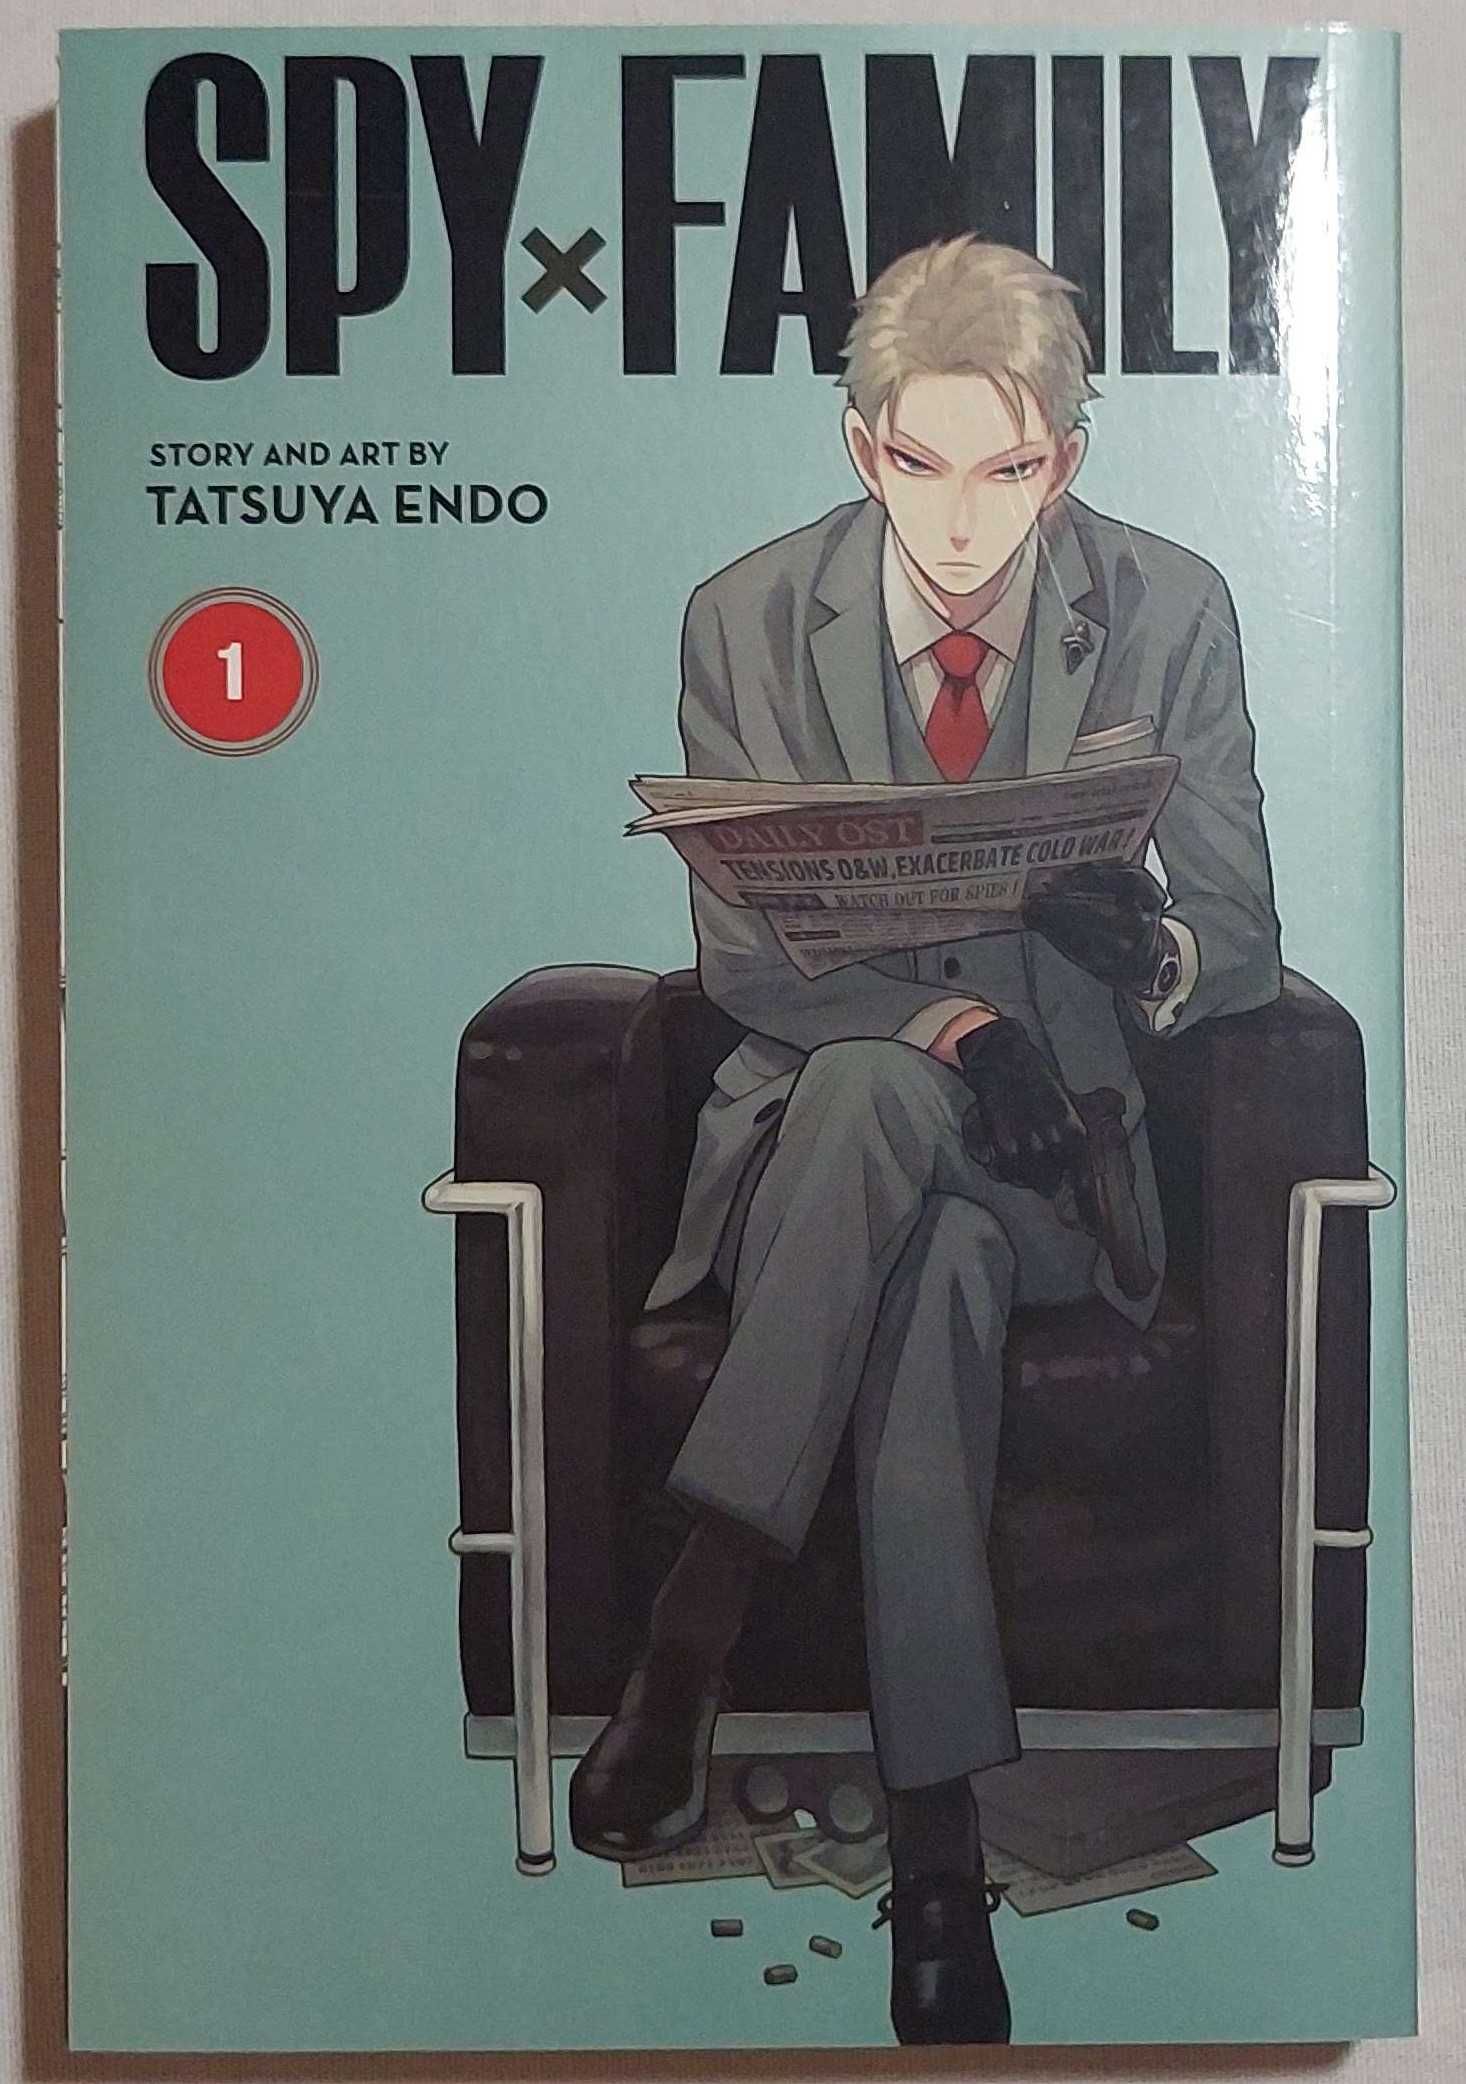 SPY×FAMILY
STORY AND ART BY
TATSUYA ENDO
1
DAILY OST
TENSIONS O&W, EXACERBATE COLD WAR!
WATCH OUT FOR SPIES!